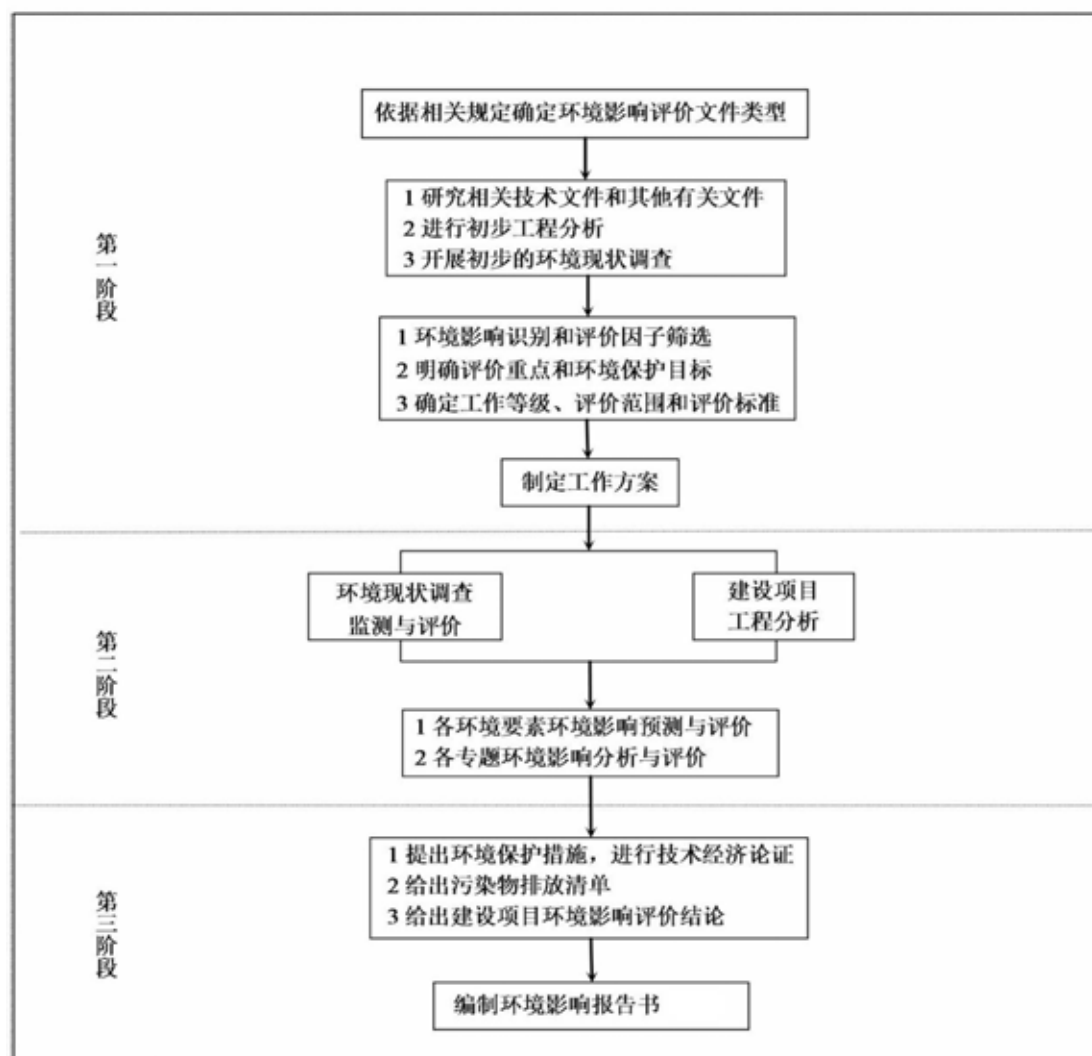 依据相关规定确定环境影响评价文件类型
1 研究相关技术文件和其他有关文件
2 进行初步工程分析
3 开展初步的环境现状调查
第一阶段
1 环境影响识别和评价因子筛选
2 明确评价重点和环境保护目标
3 确定工作等级、评价范围和评价标准
制定工作方案
环境现状调查
监测与评价
建设项目
工程分析
第二阶段
1 各环境要素环境影响预测与评价
2 各专题环境影响分析与评价
1 提出环境保护措施，进行技术经济论证
2 给出污染物排放清单
3 给出建设项目环境影响评价结论
第三阶段
编制环境影响报告书